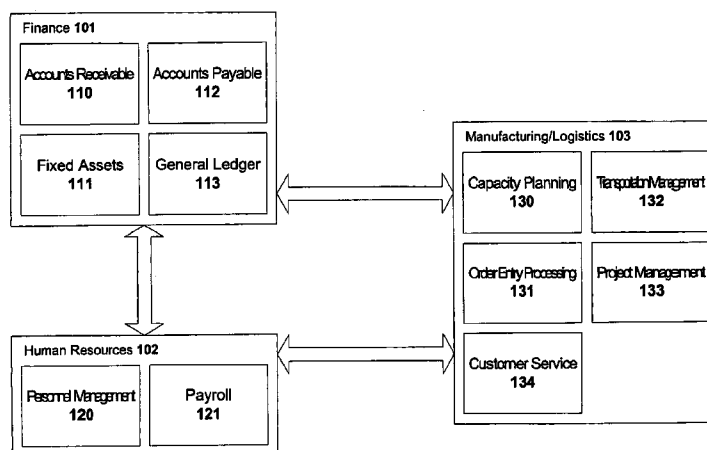 Finance 101
Accounts Receivable
110
Accounts Payable
112
Fixed Assets
111
General Ledger
113
Human Resources 102
Personnel Management
120
Payroll
121
Manufacturing/Logistics 103
Capacity Planning
130
Transportation Management
132
Order Entry Processing
131
Project Management
133
Customer Service
134